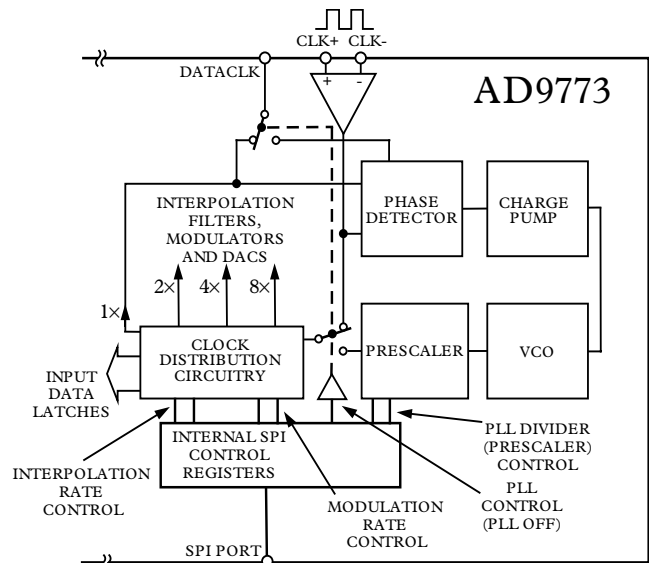 CLK+ CLK-
DATACLK
+ -
AD9773
INTERPOLATION
FILTERS,
MODULATORS
AND DACS
PHASE
DETECTOR
CHARGE
PUMP
2× 4× 8×
1×
CLOCK
DISTRIBUTION
CIRCUITRY
PRESCALER
VCO
INPUT
DATA
LATCHES
INTERNAL SPI
CONTROL
REGISTERS
PLL DIVIDER
(PRESCALER)
CONTROL
INTERPOLATION
RATE
CONTROL
MODULATION
RATE
CONTROL
PLL
CONTROL
(PLL OFF)
SPI PORT